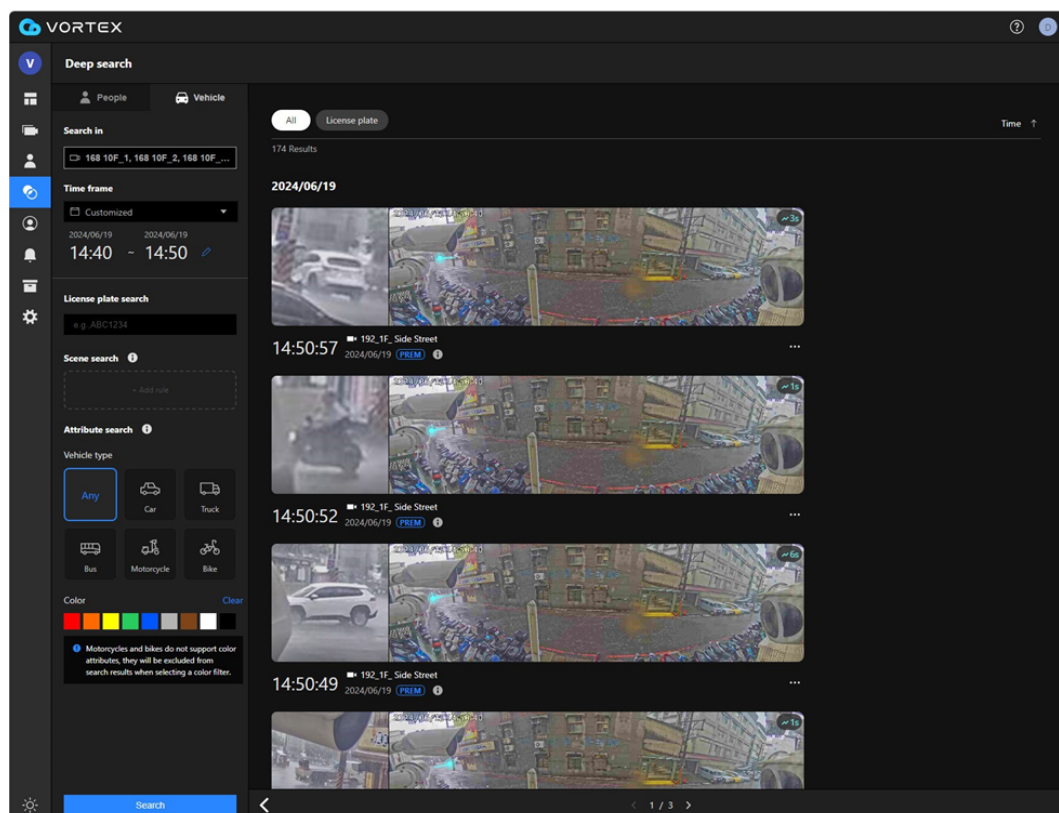 VORTEX
D
V
Deep search
People
Vehicle
Search in
168 10F_1, 168 10F_2, 168 10F_...
Time frame
Customized
2024/06/19 2024/06/19
14:40 ~ 14:50
License plate search
e.g.,ABC1234
Scene search
+ Add rule
Attribute search
Vehicle type
Any
Car
Truck
Bus
Motorcycle
Bike
Color Clear
Motorcycles and bikes do not support color
attributes, they will be excluded from
search results when selecting a color filter.
Search
All
License plate
Time ↑
174 Results
2024/06/19
~3s
14:50:57
192_1F_ Side Street
2024/06/19 PREM
...
~1s
14:50:52
192_1F_ Side Street
2024/06/19 PREM
...
~6s
14:50:49
192_1F_ Side Street
2024/06/19 PREM
...
~1s
< 1 / 3 >